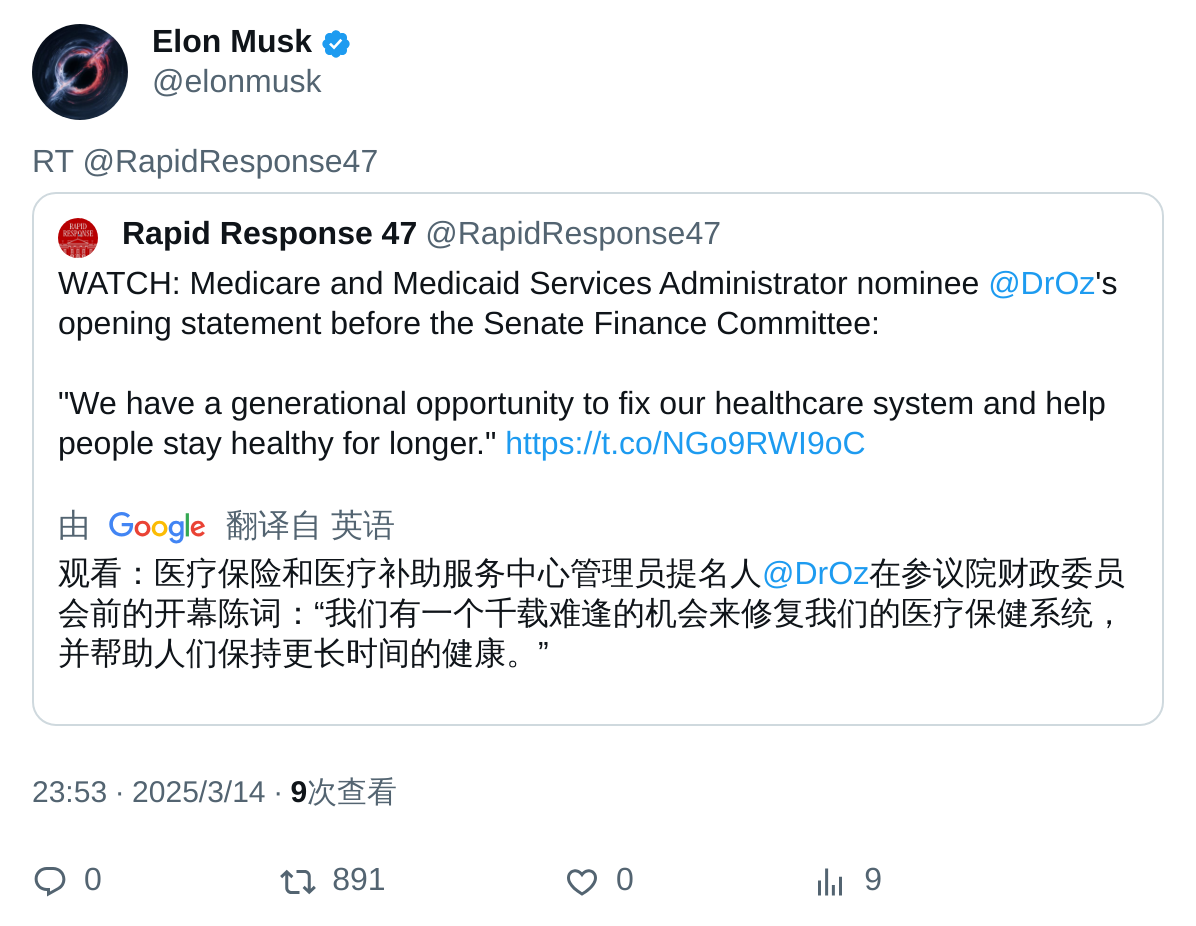 Elon Musk
@elonmusk
RT @RapidResponse47
RAPID
RESPONSE
Rapid Response 47 @RapidResponse47
WATCH: Medicare and Medicaid Services Administrator nominee @DrOz's
opening statement before the Senate Finance Committee:
"We have a generational opportunity to fix our healthcare system and help
people stay healthy for longer." https://t.co/NGo9RWI9oC
由 Google 翻译自 英语
观看：医疗保险和医疗补助服务中心管理员提名人@DrOz在参议院财政委员
会前的开幕陈词：“我们有一个千载难逢的机会来修复我们的医疗保健系统，
并帮助人们保持更长时间的健康。”
23:53 · 2025/3/14 · 9次查看
0 891 0 9